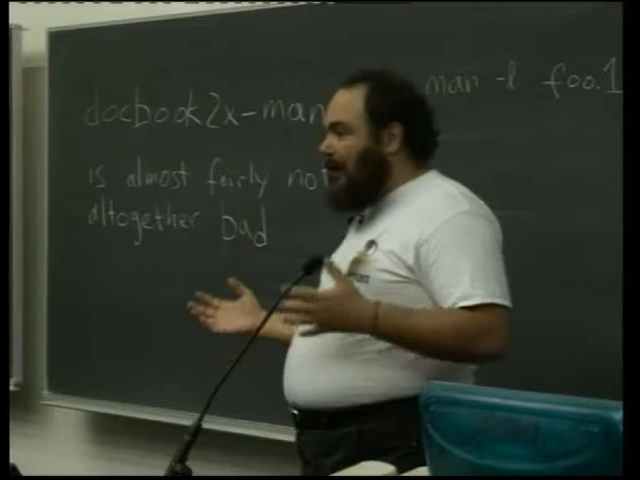 docbook2x-man
is almost fairly not
altogether bad
man -l foo.1